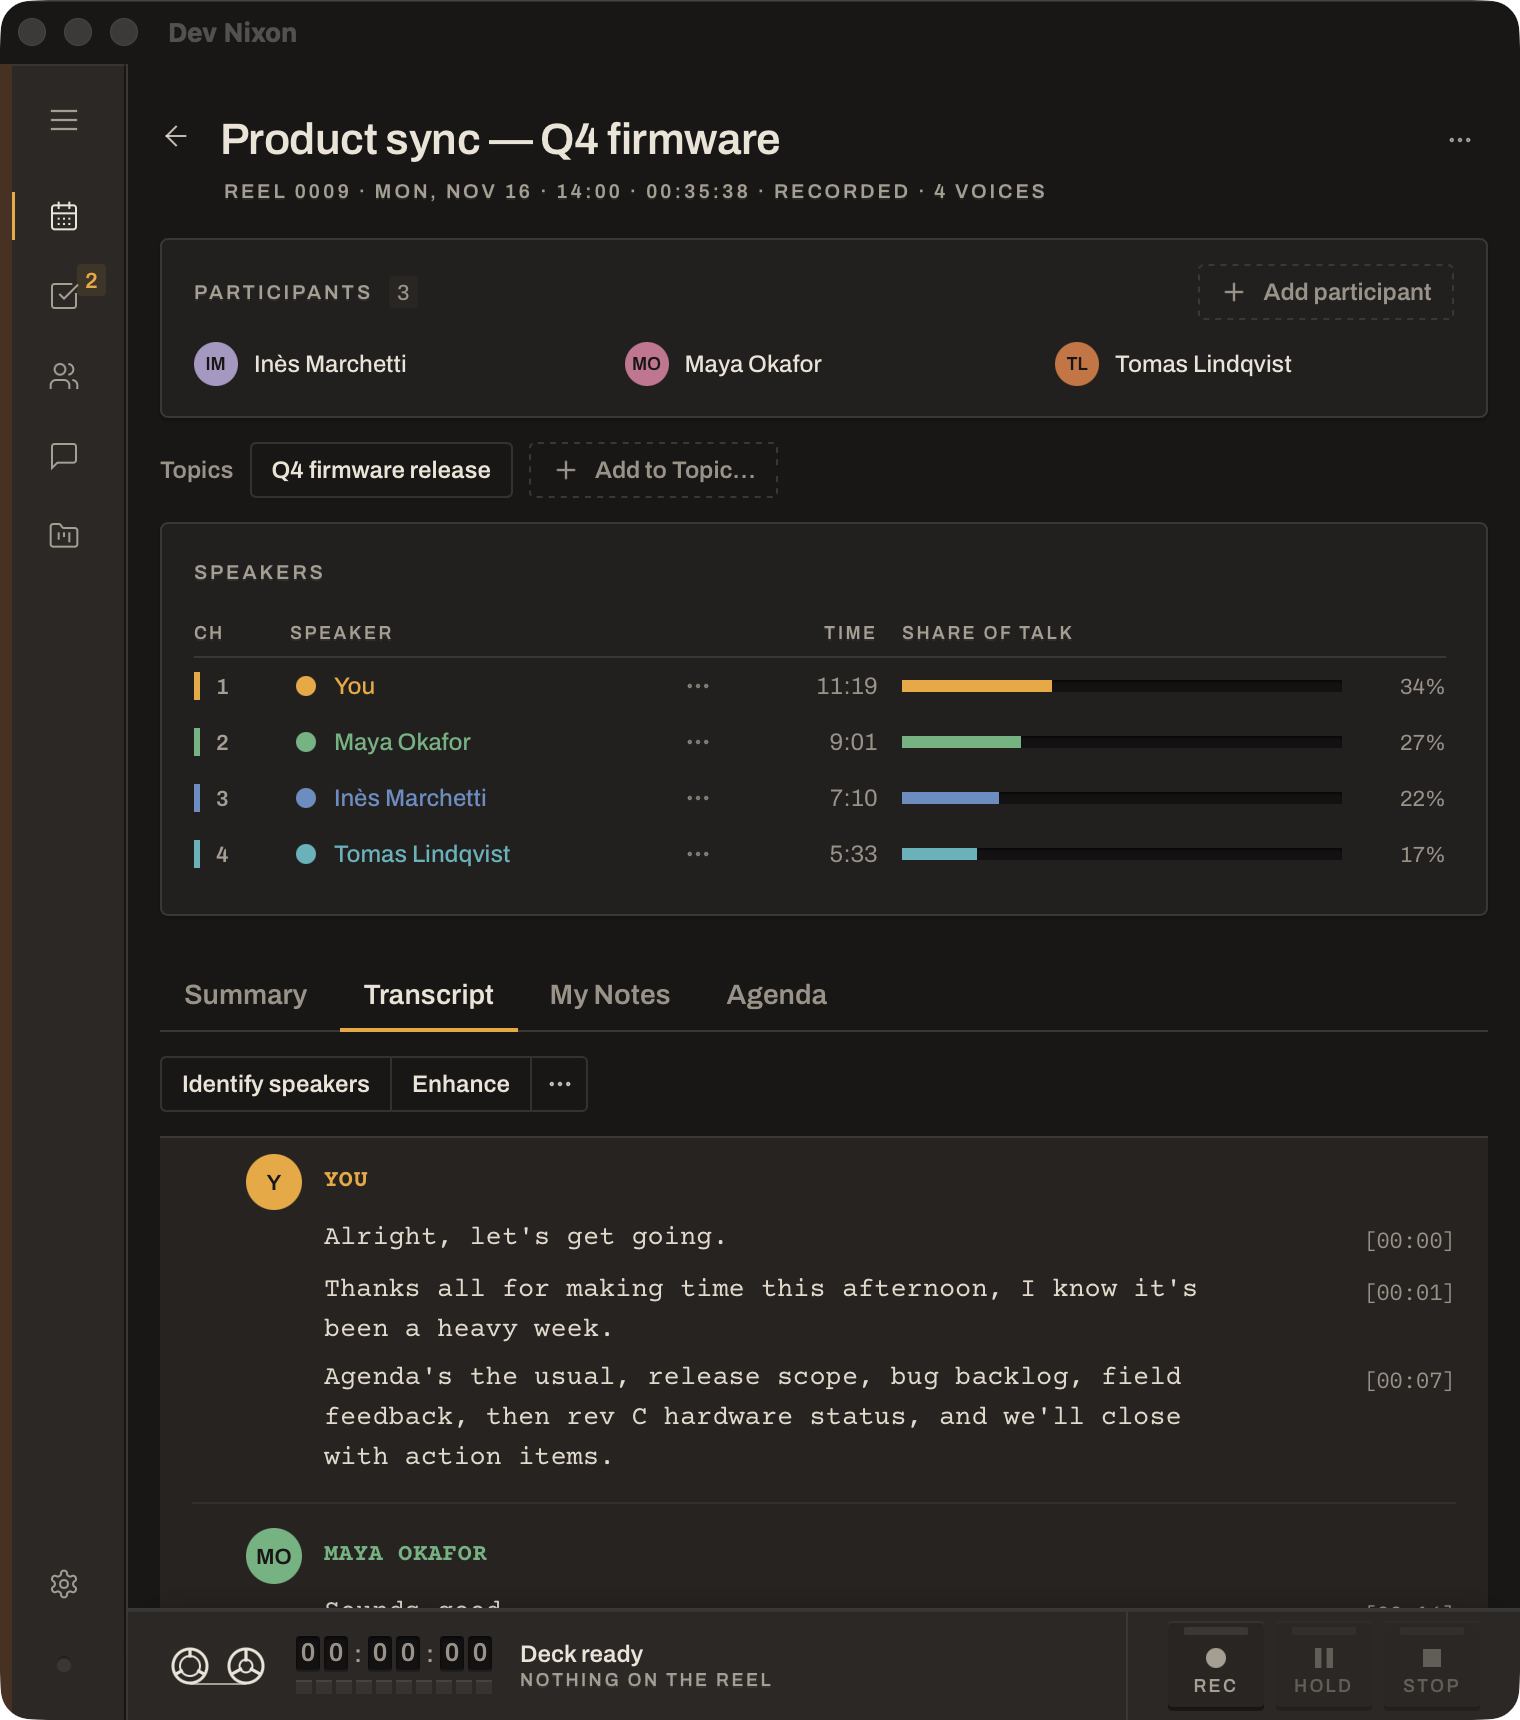 Dev Nixon
Product sync — Q4 firmware
REEL 0009 · MON, NOV 16 · 14:00 · 00:35:38 · RECORDED · 4 VOICES
2
PARTICIPANTS 3
Add participant
IM Inès Marchetti
MO Maya Okafor
TL Tomas Lindqvist
Topics Q4 firmware release Add to Topic...
SPEAKERS
CH SPEAKER TIME SHARE OF TALK
1 You 11:19 34%
2 Maya Okafor 9:01 27%
3 Inès Marchetti 7:10 22%
4 Tomas Lindqvist 5:33 17%
Summary Transcript My Notes Agenda
Identify speakers Enhance
Y YOU
Alright, let's get going. [00:00]
Thanks all for making time this afternoon, I know it's [00:01]
been a heavy week.
Agenda's the usual, release scope, bug backlog, field [00:07]
feedback, then rev C hardware status, and we'll close
with action items.
MO MAYA OKAFOR
Sounds good
00:00:00
Deck ready
NOTHING ON THE REEL
REC HOLD STOP